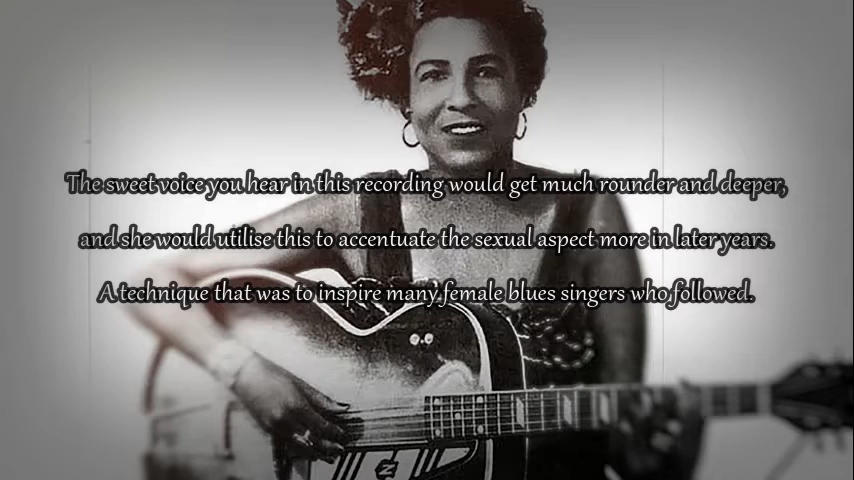 The sweet voice you hear in this recording would get much rounder and deeper,
and she would utilise this to accentuate the sexual aspect more in later years.
A technique that was to inspire many female blues singers who followed.